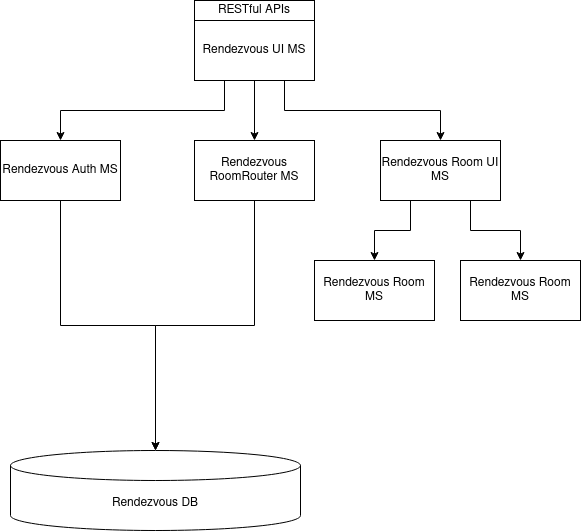 RESTful APIs
Rendezvous UI MS
Rendezvous Auth MS
Rendezvous
RoomRouter MS
Rendezvous Room UI
MS
Rendezvous Room
MS
Rendezvous Room
MS
Rendezvous DB